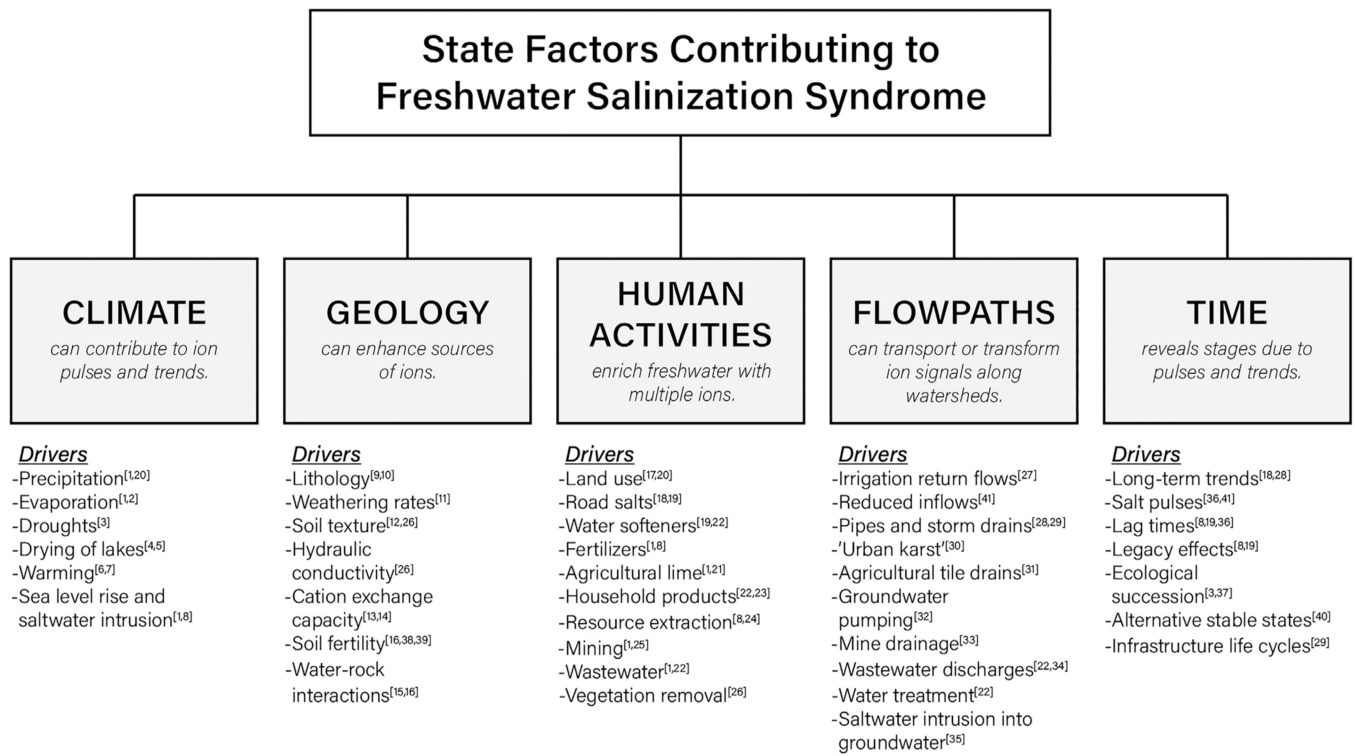 State Factors Contributing to
Freshwater Salinization Syndrome
CLIMATE
can contribute to ion
pulses and trends.
Drivers
-Precipitation[1,20]
-Evaporation[1,2]
-Droughts[3]
-Drying of lakes[4,5]
-Warming[6,7]
-Sea level rise and
saltwater intrusion[1,8]
GEOLOGY
can enhance sources
of ions.
Drivers
-Lithology[9,10]
-Weathering rates[11]
-Soil texture[12,26]
-Hydraulic
conductivity[26]
-Cation exchange
capacity[13,14]
-Soil fertility[16,38,39]
-Water-rock
interactions[15,16]
HUMAN
ACTIVITIES
enrich freshwater with
multiple ions.
Drivers
-Land use[17,20]
-Road salts[18,19]
-Water softeners[19,22]
-Fertilizers[1,8]
-Agricultural lime[1,21]
-Household products[22,23]
-Resource extraction[8,24]
-Mining[1,25]
-Wastewater[1,22]
-Vegetation removal[26]
FLOWPATHS
can transport or transform
ion signals along
watersheds.
Drivers
-Irrigation return flows[27]
-Reduced inflows[41]
-Pipes and storm drains[28,29]
-'Urban karst'[30]
-Agricultural tile drains[31]
-Groundwater
pumping[32]
-Mine drainage[33]
-Wastewater discharges[22,34]
-Water treatment[22]
-Saltwater intrusion into
groundwater[35]
TIME
reveals stages due to
pulses and trends.
Drivers
-Long-term trends[18,28]
-Salt pulses[36,41]
-Lag times[8,19,36]
-Legacy effects[8,19]
-Ecological
succession[3,37]
-Alternative stable states[40]
-Infrastructure life cycles[29]